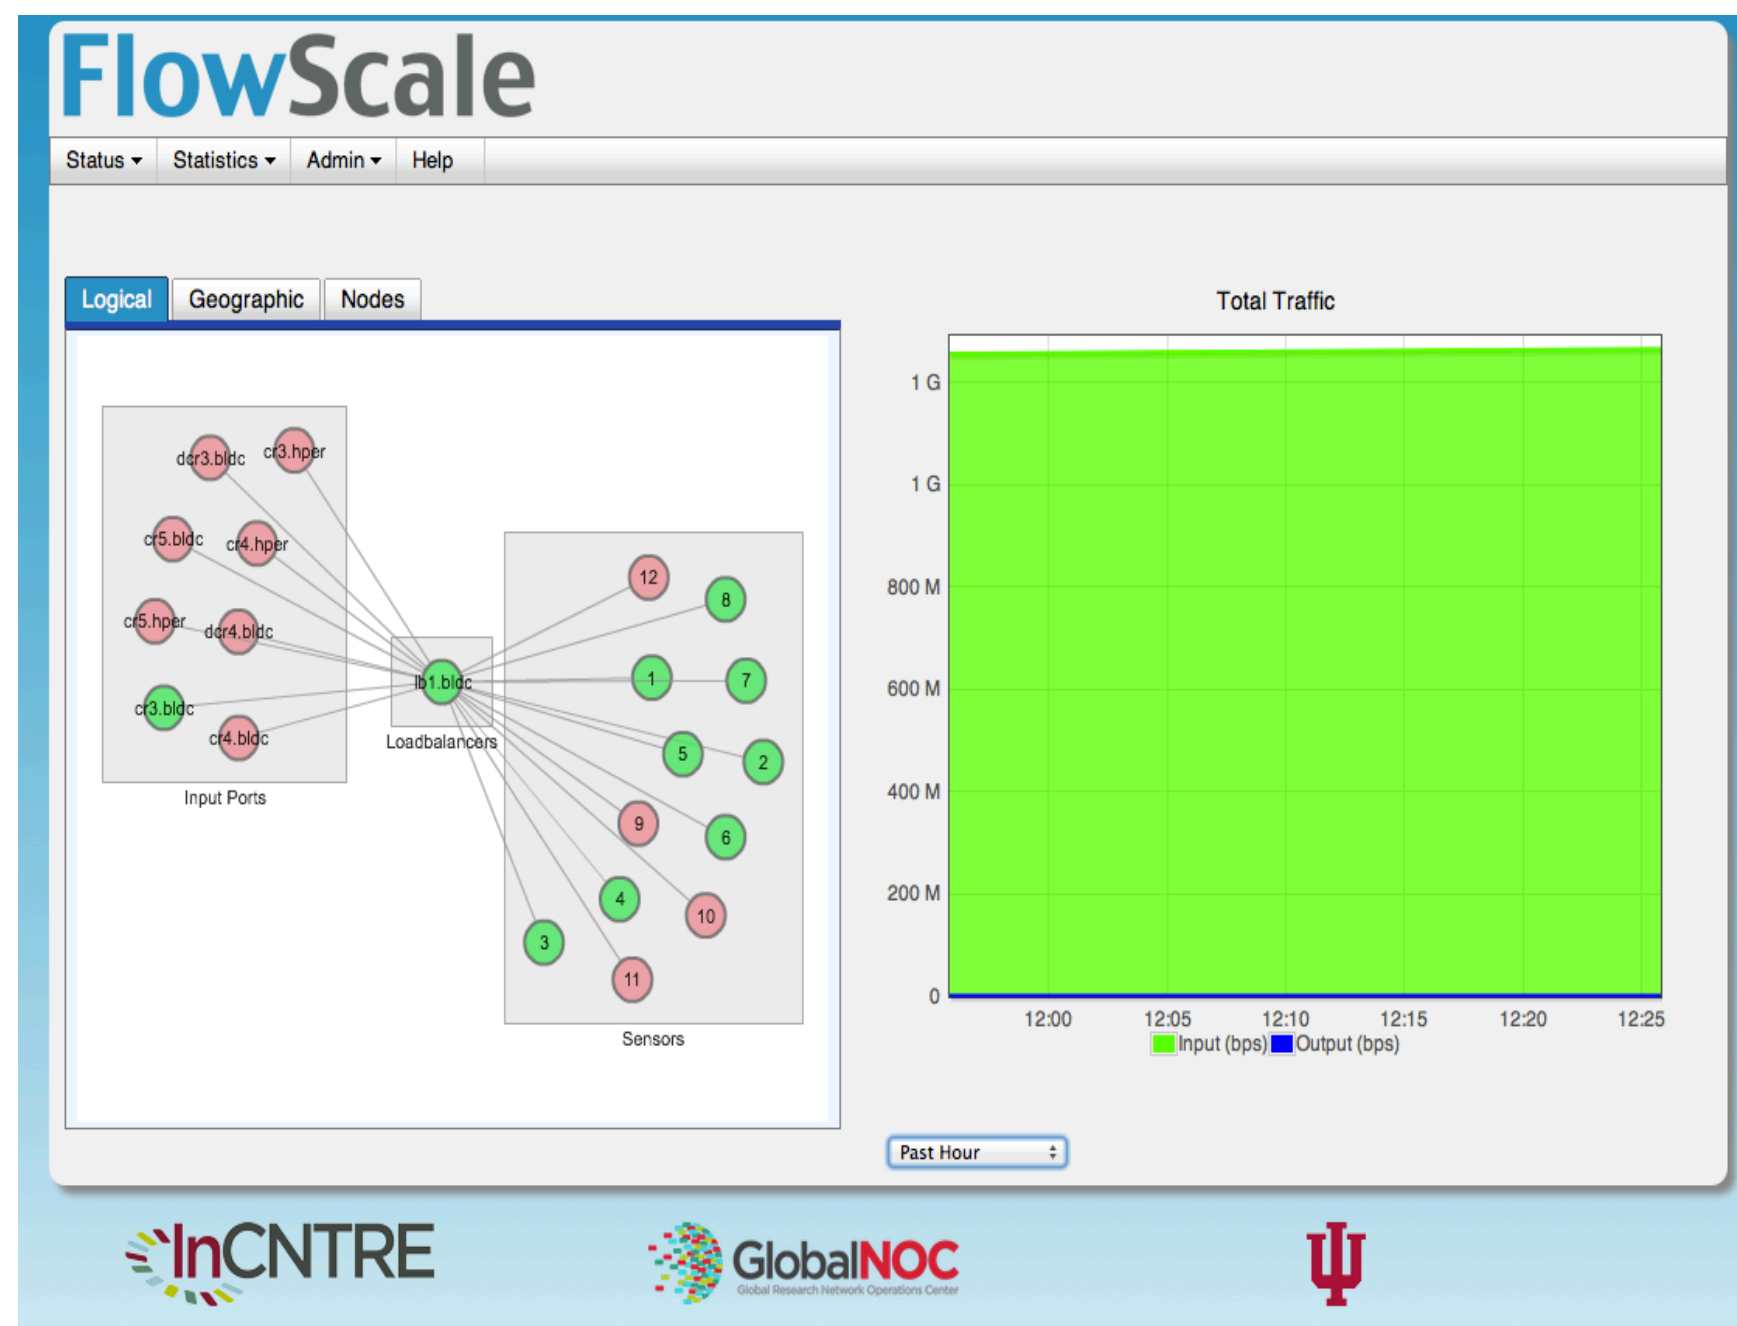 FlowScale
Status
Statistics
Admin
Help
Logical
Geographic
Nodes
dcr3.bldc
cr3.hper
cr5.bldc
cr4.hper
cr5.hper
dcr4.bldc
cr3.bldc
cr4.bldc
Input Ports
lb1.bldc
Loadbalancers
12
8
1
7
5
2
9
6
4
10
3
11
Sensors
Total Traffic
1 G
1 G
800 M
600 M
400 M
200 M
0
12:00 12:05 12:10 12:15 12:20 12:25
Input (bps) Output (bps)
Past Hour
InCNTRE
GlobalNOC
Global Research Network Operations Center